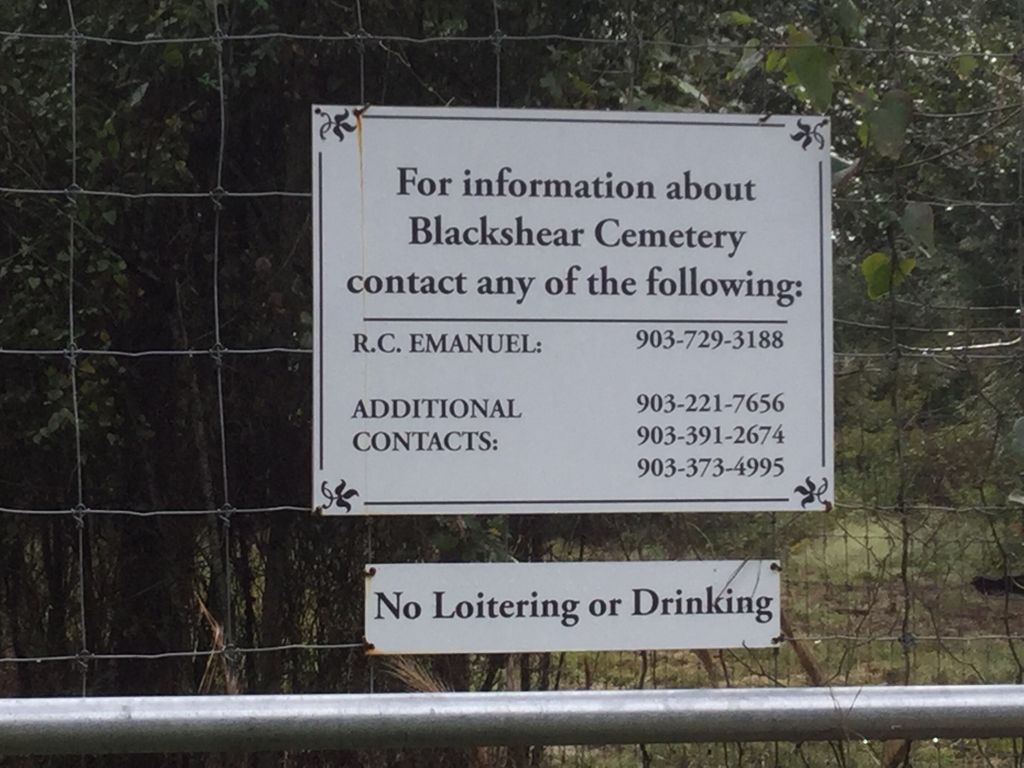 For information about
Blackshear Cemetery
contact any of the following:
R.C. EMANUEL: 903-729-3188
ADDITIONAL 903-221-7656
CONTACTS: 903-391-2674
903-373-4995
No Loitering or Drinking